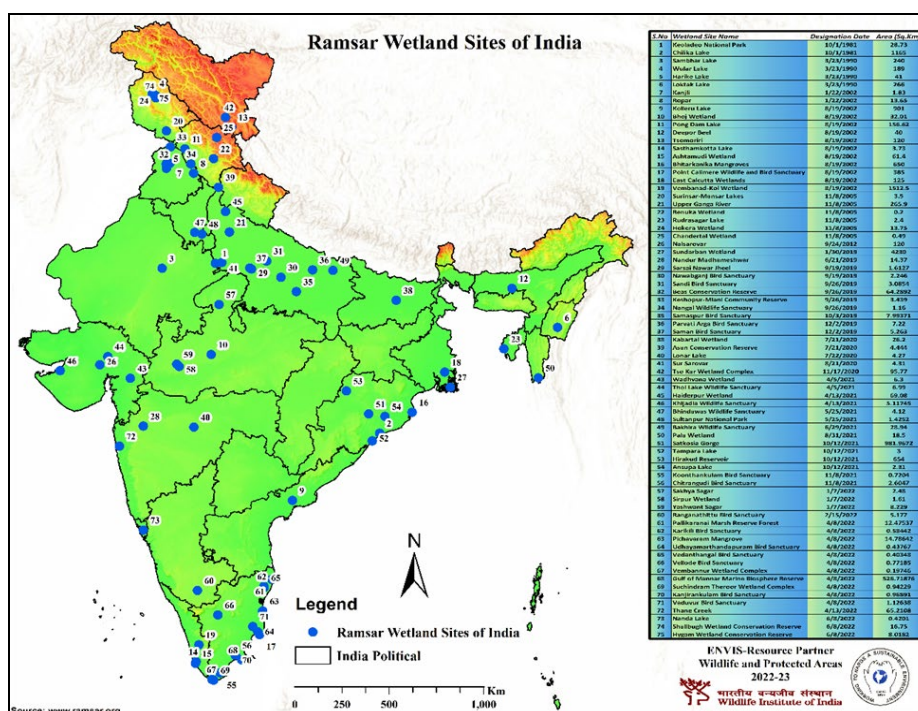 Ramsar Wetland Sites of India
S.No Wetland Site Name Designation Date Area (Sq.Km)
1 Keoladeo National Park 10/1/1981 28.73
2 Chilika Lake 10/1/1981 1165
3 Sambhar Lake 3/23/1990 240
4 Wular Lake 3/23/1990 189
5 Harike Lake 3/23/1990 41
6 Loktak Lake 3/23/1990 266
7 Kanjli 1/22/2002 1.83
8 Ropar 1/22/2002 13.65
9 Kolleru Lake 8/19/2002 901
10 Bhoj Wetland 8/19/2002 32.01
11 Pong Dam Lake 8/19/2002 156.62
12 Deepor Beel 8/19/2002 40
13 Tsomoriri 8/19/2002 120
14 Sasthamkotta Lake 8/19/2002 3.73
15 Ashtamudi Wetland 8/19/2002 61.4
16 Bhitarkanika Mangroves 8/19/2002 650
17 Point Calimere Wildlife and Bird Sanctuary 8/19/2002 385
18 East Calcutta Wetlands 8/19/2002 125
19 Vembanad-Kol Wetland 8/19/2002 1512.5
20 Surinsar-Mansar Lakes 11/8/2005 3.5
21 Upper Ganga River 11/8/2005 265.9
22 Renuka Wetland 11/8/2005 0.2
23 Rudrasagar Lake 11/8/2005 2.4
24 Hokera Wetland 11/8/2005 13.75
25 Chandertal Wetland 11/8/2005 0.49
26 Nalsarovar 9/24/2012 120
27 Sundarban Wetland 1/30/2019 4230
28 Nandur Madhameshwar 6/21/2019 14.37
29 Sarsai Nawar Jheel 9/19/2019 1.6127
30 Nawabganj Bird Sanctuary 9/19/2019 2.246
31 Sandi Bird Sanctuary 9/26/2019 3.0854
32 Beas Conservation Reserve 9/26/2019 64.2892
33 Keshopur-Miani Community Reserve 9/26/2019 3.439
34 Nangal Wildlife Sanctuary 9/26/2019 1.16
35 Samaspur Bird Sanctuary 10/3/2019 7.99371
36 Parvati Arga Bird Sanctuary 12/2/2019 7.22
37 Saman Bird Sanctuary 12/2/2019 5.263
38 Kabartal Wetland 7/21/2020 26.2
39 Asan Conservation Reserve 7/21/2020 4.444
40 Lonar Lake 7/22/2020 4.27
41 Sur Sarovar 8/21/2020 4.31
42 Tso Kar Wetland Complex 11/17/2020 95.77
43 Wadhvana Wetland 4/5/2021 6.3
44 Thol Lake Wildlife Sanctuary 4/5/2021 6.99
45 Haiderpur Wetland 4/13/2021 69.08
46 Khijadia Wildlife Sanctuary 4/13/2021 5.11749
47 Bhindawas Wildlife Sanctuary 5/25/2021 4.12
48 Sultanpur National Park 5/25/2021 1.4252
49 Bakhira Wildlife Sanctuary 6/29/2021 28.94
50 Pala Wetland 8/31/2021 18.5
51 Satkosia Gorge 10/12/2021 981.9672
52 Tampara Lake 10/12/2021 3
53 Hirakud Reservoir 10/12/2021 654
54 Ansupa Lake 10/12/2021 2.31
55 Koonthankulam Bird Sanctuary 11/8/2021 0.7204
56 Chitrangudi Bird Sanctuary 11/8/2021 2.6047
57 Sakhya Sagar 1/7/2022 2.48
58 Sirpur Wetland 1/7/2022 1.61
59 Yashwant Sagar 1/7/2022 8.229
60 Ranganathittu Bird Sanctuary 2/15/2022 5.177
61 Pallikaranai Marsh Reserve Forest 4/8/2022 12.47537
62 Karikili Bird Sanctuary 4/8/2022 0.58442
63 Pichavaram Mangrove 4/8/2022 14.78642
64 Udhayamarthandapuram Bird Sanctuary 4/8/2022 0.43767
65 Vedanthangal Bird Sanctuary 4/8/2022 0.40348
66 Vellode Bird Sanctuary 4/8/2022 0.77185
67 Vembannur Wetland Complex 4/8/2022 0.19746
68 Gulf of Mannar Marine Biosphere Reserve 4/8/2022 526.71876
69 Suchindram Theroor Wetland Complex 4/8/2022 0.94229
70 Kanjirankulam Bird Sanctuary 4/8/2022 0.96891
71 Vaduvur Bird Sanctuary 4/8/2022 1.12638
72 Thane Creek 4/13/2022 65.2108
73 Nanda Lake 6/8/2022 0.4201
74 Shallbugh Wetland Conservation Reserve 6/8/2022 16.75
75 Hygam Wetland Conservation Reserve 6/8/2022 8.0182
N
Legend
Ramsar Wetland Sites of India
India Political
0 200 400 800 1,000 Km
ENVIS-Resource Partner
Wildlife and Protected Areas
2022-23
भारतीय वन्यजीव संस्थान
Wildlife Institute of India
Source: www.ramsar.org